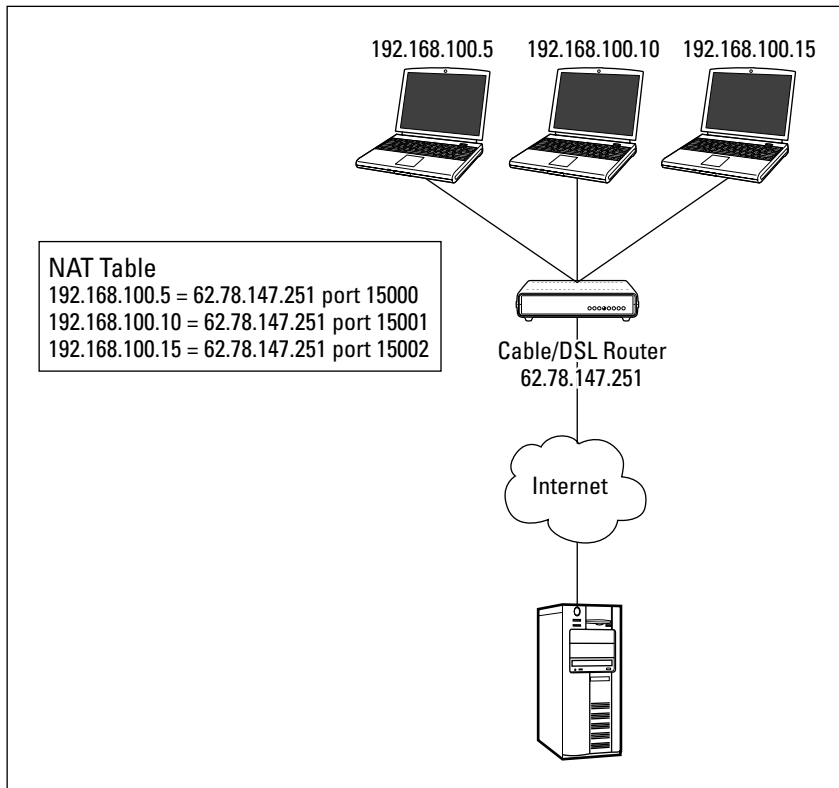 192.168.100.5 192.168.100.10 192.168.100.15
NAT Table
192.168.100.5 = 62.78.147.251 port 15000
192.168.100.10 = 62.78.147.251 port 15001
192.168.100.15 = 62.78.147.251 port 15002
Cable/DSL Router
62.78.147.251
Internet